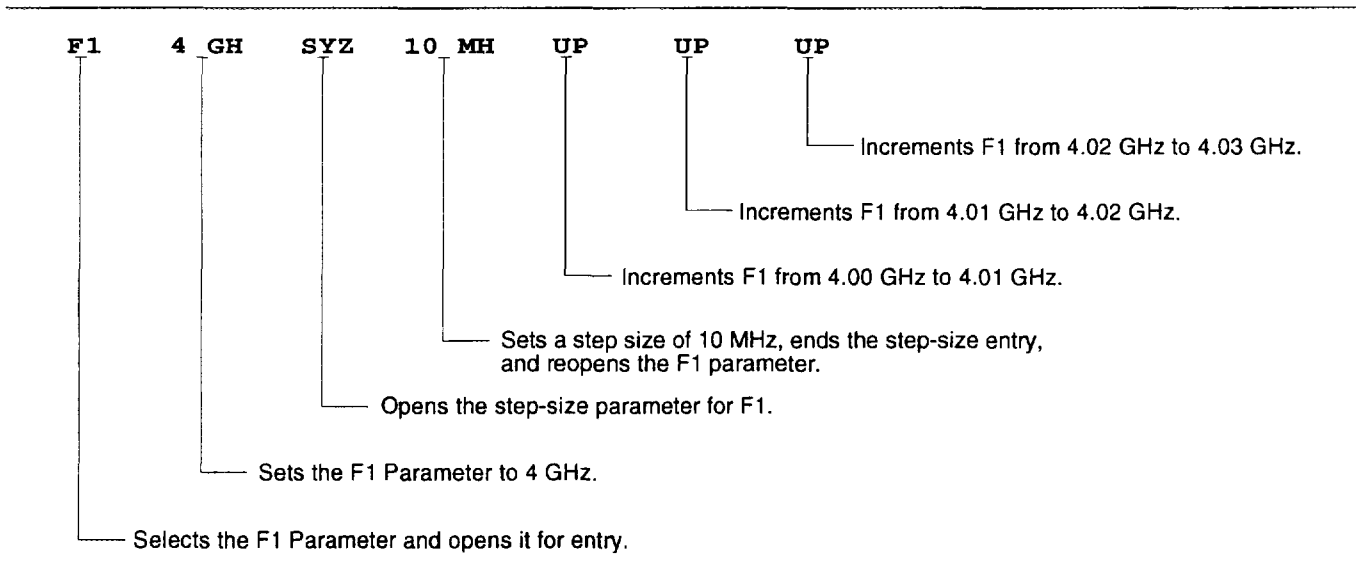 F1 4 GH SYZ 10 MH UP UP UP
Increments F1 from 4.02 GHz to 4.03 GHz.
Increments F1 from 4.01 GHz to 4.02 GHz.
Increments F1 from 4.00 GHz to 4.01 GHz.
Sets a step size of 10 MHz, ends the step-size entry,
and reopens the F1 parameter.
Opens the step-size parameter for F1.
Sets the F1 Parameter to 4 GHz.
Selects the F1 Parameter and opens it for entry.